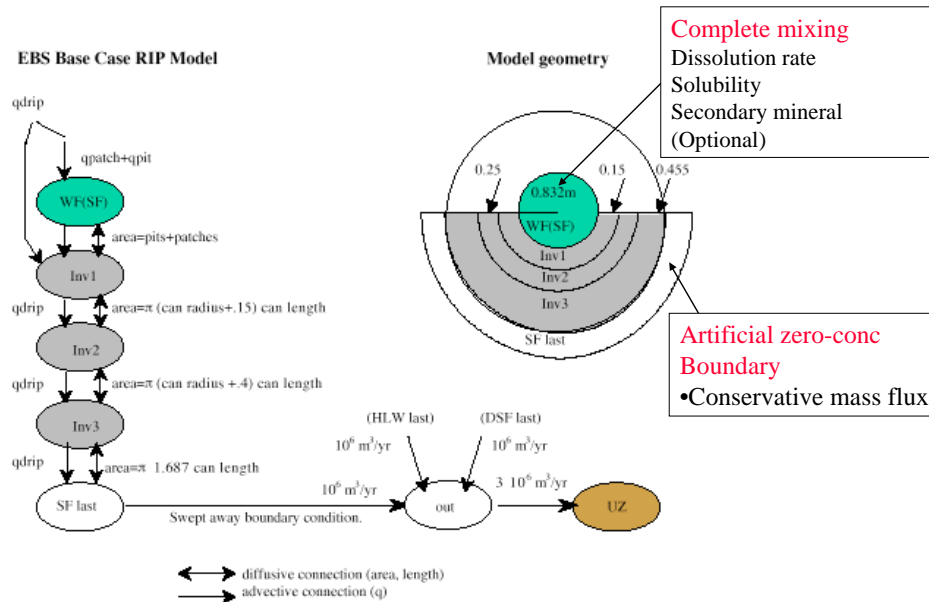 EBS Base Case RIP Model
Model geometry
Complete mixing
Dissolution rate
Solubility
Secondary mineral
(Optional)
qdrip
qpatch+qpit
WF(SF)
area=pits+patches
Inv1
qdrip
area=π (can radius+.15) can length
Inv2
qdrip
area=π (can radius +.4) can length
Inv3
qdrip
area=π 1.687 can length
SF last
0.25
0.15
0.455
0.832m
WF(SF)
Inv1
Inv2
Inv3
SF last
Artificial zero-conc
Boundary
•Conservative mass flux
(HLW last)
(DSF last)
10⁶ m³/yr
10⁶ m³/yr
10⁶ m³/yr
3 10⁶ m³/yr
out
UZ
Swept away boundary condition.
diffusive connection (area, length)
advective connection (q)